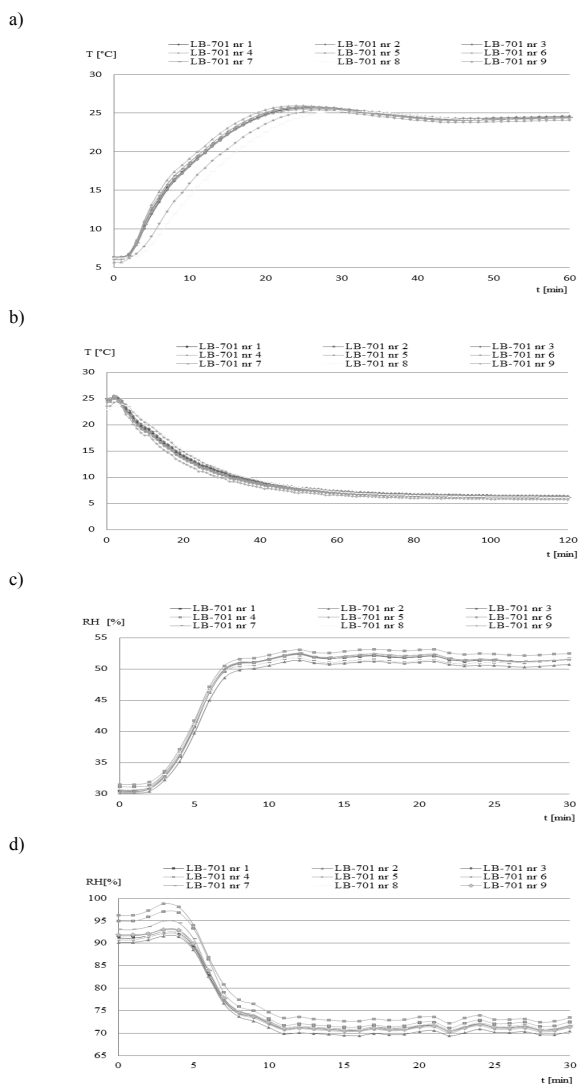 a)
LB-701 nr 1 LB-701 nr 2 LB-701 nr 3
T [°C] LB-701 nr 4 LB-701 nr 5 LB-701 nr 6
LB-701 nr 7 LB-701 nr 8 LB-701 nr 9
30
25
20
15
10
5
0 10 20 30 40 50 60
t [min]
b)
LB-701 nr 1 LB-701 nr 2 LB-701 nr 3
T [°C] LB-701 nr 4 LB-701 nr 5 LB-701 nr 6
LB-701 nr 7 LB-701 nr 8 LB-701 nr 9
30
25
20
15
10
5
0
0 20 40 60 80 100 120
t [min]
c)
LB-701 nr 1 LB-701 nr 2 LB-701 nr 3
RH [%] LB-701 nr 4 LB-701 nr 5 LB-701 nr 6
LB-701 nr 7 LB-701 nr 8 LB-701 nr 9
55
50
45
40
35
30
0 5 10 15 20 25 30
t [min]
d)
LB-701 nr 1 LB-701 nr 2 LB-701 nr 3
RH[%] LB-701 nr 4 LB-701 nr 5 LB-701 nr 6
LB-701 nr 7 LB-701 nr 8 LB-701 nr 9
100
95
90
85
80
75
70
65
0 5 10 15 20 25 30
t [min]